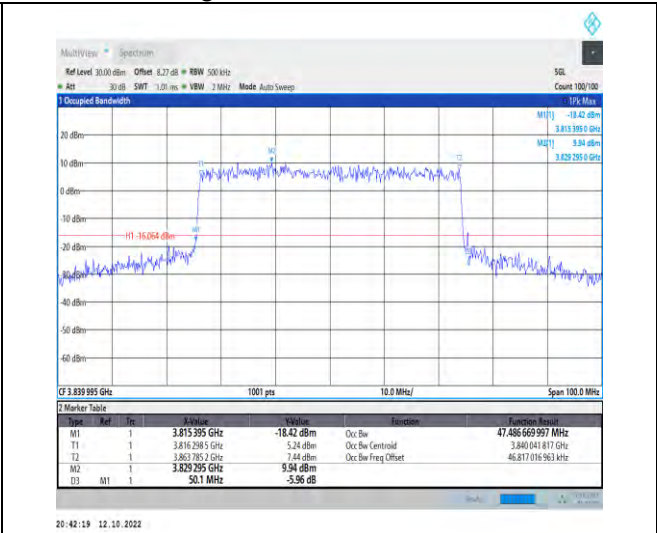 MultiView Spectrum
Ref Level 30.00 dBm Offset 8.27 dB RBW 500 kHz SGL
Att 30 dB SWT 1.01 ms VBW 2 MHz Mode Auto Sweep Count 100/100
1 Occupied Bandwidth 1Pk Max
M1[1] -18.42 dBm
3.815 395 0 GHz
20 dBm M2[1] 9.94 dBm
3.829 295 0 GHz
M2
10 dBm T1 T2
0 dBm
-10 dBm
H1 -16.064 dBm M1
-20 dBm
-30 dBm
-40 dBm
-50 dBm
-60 dBm
CF 3.839 995 GHz 1001 pts 10.0 MHz/ Span 100.0 MHz
2 Marker Table
Type Ref Trc X-Value Y-Value Function Function Result
M1 1 3.815 395 GHz -18.42 dBm Occ Bw 47.486 669 997 MHz
T1 1 3.816 298 5 GHz 5.24 dBm Occ Bw Centroid 3.840 041 817 GHz
T2 1 3.863 785 2 GHz 7.44 dBm Occ Bw Freq Offset 46.817 016 963 kHz
M2 1 3.829 295 GHz 9.94 dBm
D3 M1 1 50.1 MHz -5.96 dB
20:42:19 12.10.2022